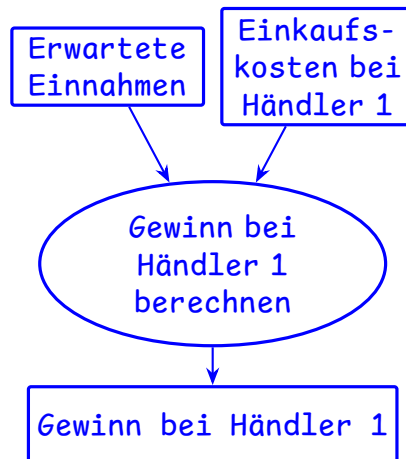 Erwartete
Einnahmen
Einkaufs-
kosten bei
Händler 1
Gewinn bei
Händler 1
berechnen
Gewinn bei Händler 1